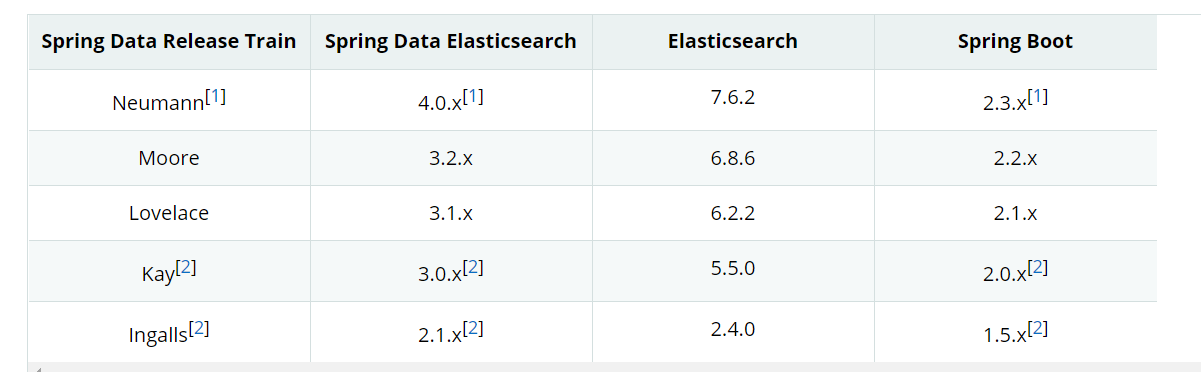 Spring Data Release Train Spring Data Elasticsearch Elasticsearch Spring Boot
Neumann[1] 4.0.x[1] 7.6.2 2.3.x[1]
Moore 3.2.x 6.8.6 2.2.x
Lovelace 3.1.x 6.2.2 2.1.x
Kay[2] 3.0.x[2] 5.5.0 2.0.x[2]
Ingalls[2] 2.1.x[2] 2.4.0 1.5.x[2]